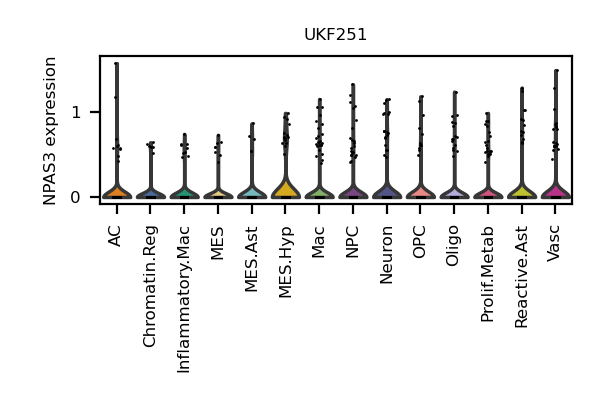 UKF251
NPAS3 expression
1
0
AC
Chromatin.Reg
Inflammatory.Mac
MES
MES.Ast
MES.Hyp
Mac
NPC
Neuron
OPC
Oligo
Prolif.Metab
Reactive.Ast
Vasc